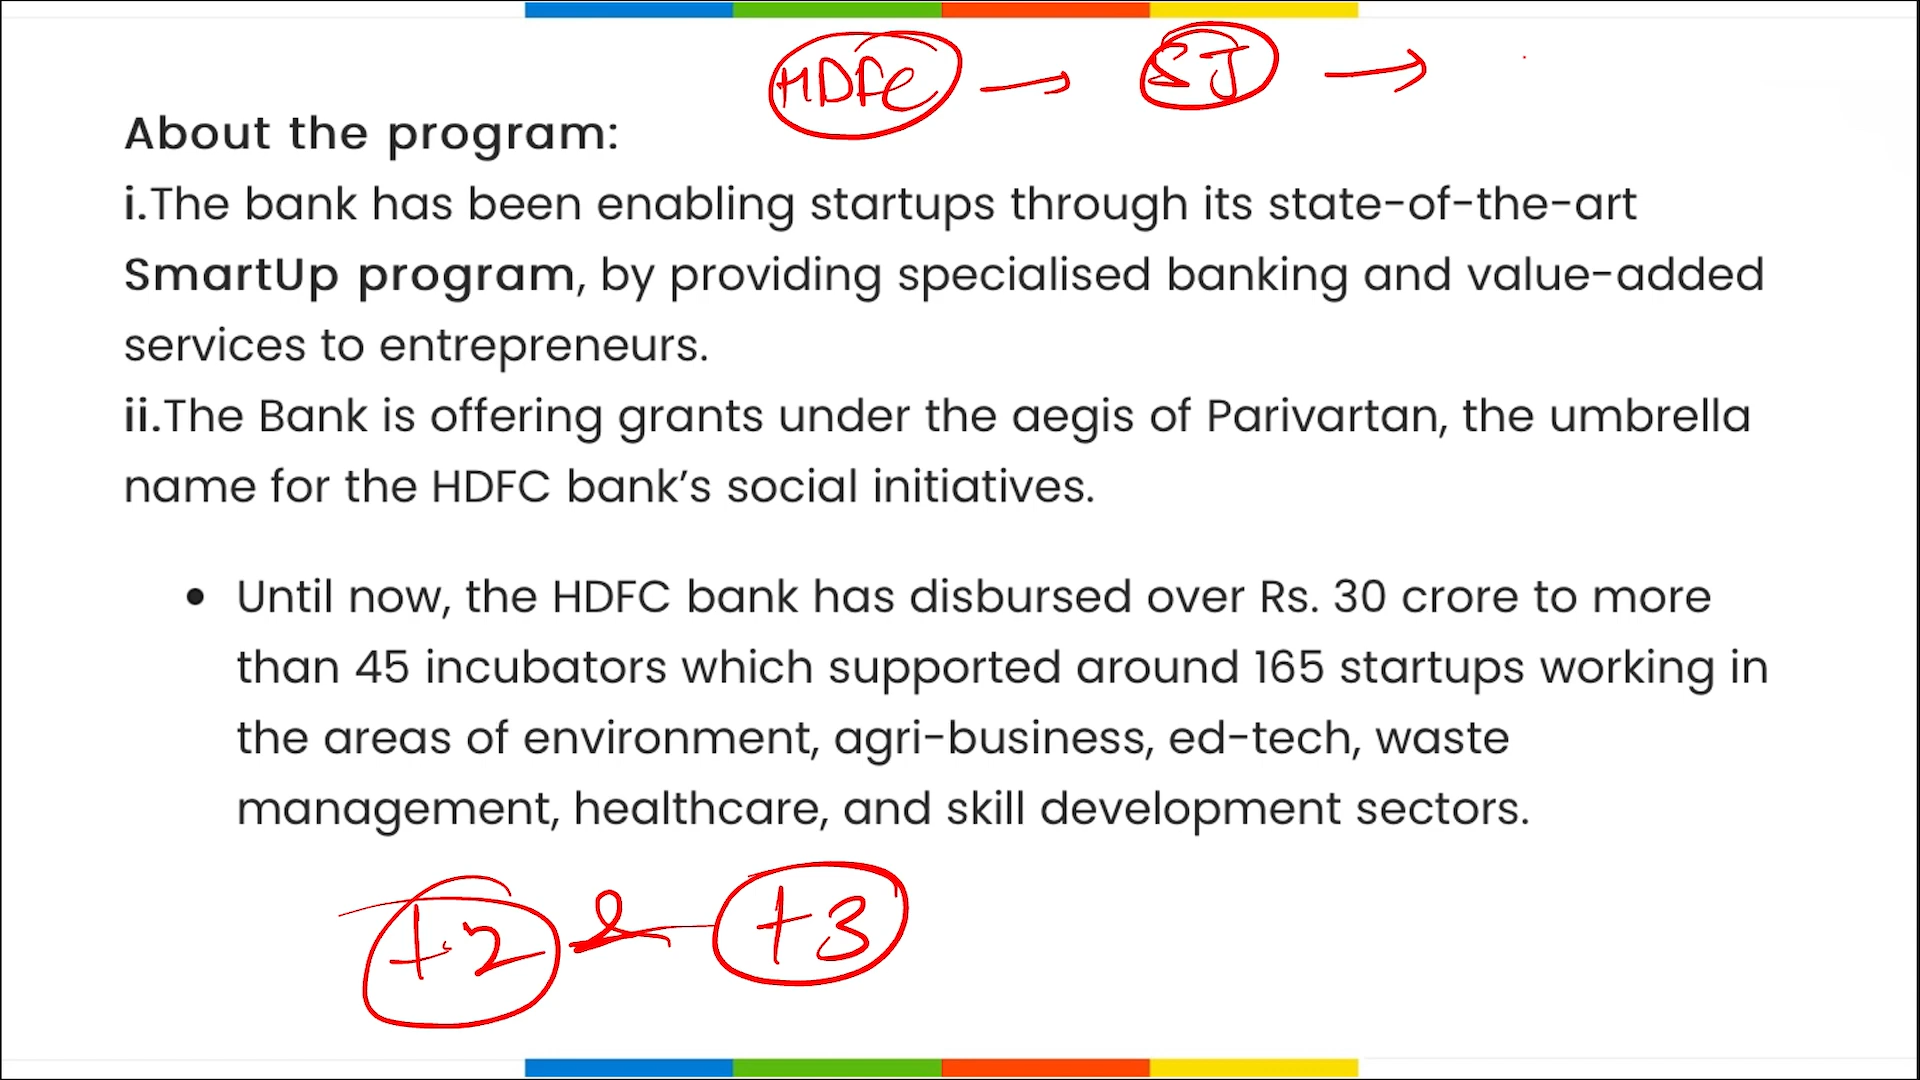 HDFC → SJ →
About the program:
i.The bank has been enabling startups through its state-of-the-art
SmartUp program, by providing specialised banking and value-added
services to entrepreneurs.
ii.The Bank is offering grants under the aegis of Parivartan, the umbrella
name for the HDFC bank’s social initiatives.
• Until now, the HDFC bank has disbursed over Rs. 30 crore to more
than 45 incubators which supported around 165 startups working in
the areas of environment, agri-business, ed-tech, waste
management, healthcare, and skill development sectors.
+2 & +3